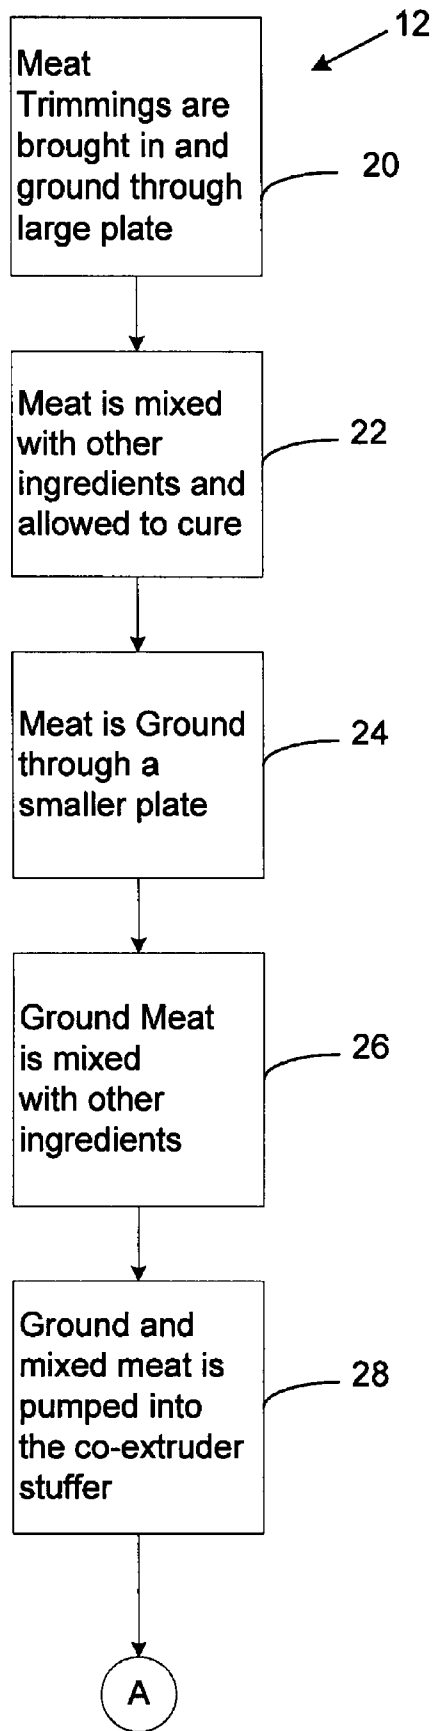 12
Meat
Trimmings are
brought in and
ground through
large plate
20
Meat is mixed
with other
ingredients and
allowed to cure
22
Meat is Ground
through a
smaller plate
24
Ground Meat
is mixed
with other
ingredients
26
Ground and
mixed meat is
pumped into
the co-extruder
stuffer
28
A